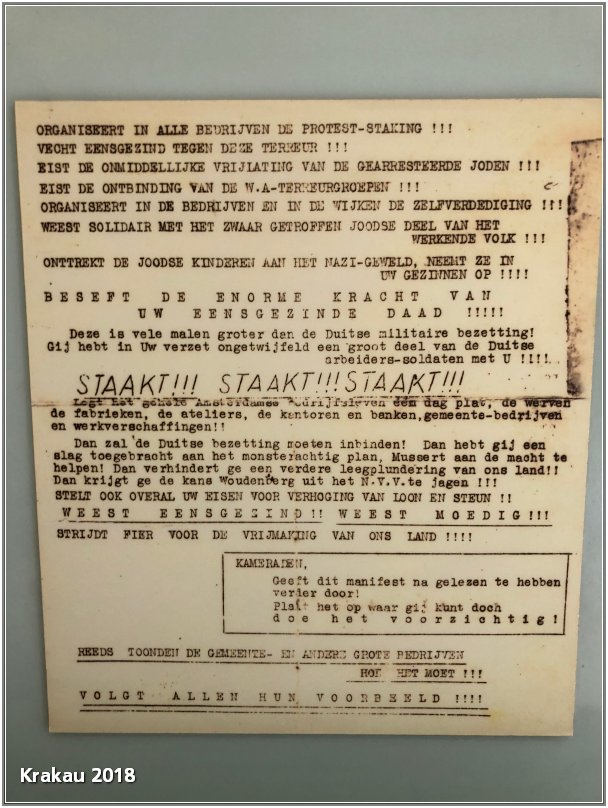 ORGANISEERT IN ALLE BEDRIJVEN DE PROTEST-STAKING !!!
VECHT EENSGEZIND TEGEN DEZE TERREUR !!!
EIST DE ONMIDDELLIJKE VRIJLATING VAN DE GEARRESTEERDE JODEN !!!
EIST DE ONTBINDING VAN DE W.A-TERREURGROEPEN !!!
ORGANISEERT IN DE BEDRIJVEN EN IN DE WIJKEN DE ZELFVERDEDIGING !!!
WEEST SOLIDAIR MET HET ZWAAR GETROFFEN JOODSE DEEL VAN HET
WERKENDE VOLK !!!
ONTTREKT DE JOODSE KINDEREN AAN HET NAZI-GEWELD, NEEMT ZE IN
UW GEZINNEN OP !!!!
BESEFT DE ENORME KRACHT VAN
UW EENSGEZINDE DAAD !!!!!
Deze is vele malen groter dan de Duitse militaire bezetting!
Gij hebt in Uw verzet ongetwijfeld een groot deel van de Duitse
arbeiders-soldaten met U !!!!
STAAKT!!! STAAKT!!! STAAKT!!!
Legt het gehele Amsterdamse bedrijfsleven één dag plat, de werven
de fabrieken, de ateliers, de kantoren en banken,gemeente-bedrijven
en werkverschaffingen!!
Dan zal de Duitse bezetting moeten inbinden! Dan hebt gij een
slag toegebracht aan het monsterachtig plan, Mussert aan de macht te
helpen! Dan verhindert ge een verdere leegplundering van ons land!!
Dan krijgt ge de kans Woudenberg uit het N.V.V.te jagen !!!
STELT OOK OVERAL UW EISEN VOOR VERHOGING VAN LOON EN STEUN !!
WEEST EENSGEZIND!! WEEST MOEDIG!!!
STRIJDT FIER VOOR DE VRIJMAKING VAN ONS LAND !!!!
KAMERADEN,
Geeft dit manifest na gelezen te hebben
verder door!
Plakt het op waar gij kunt doch
doe het voorzichtig!
REEDS TOONDEN DE GEMEENTE- EN ANDERE GROTE BEDRIJVEN
HOE HET MOET !!!
VOLGT ALLEN HUN VOORBEELD !!!!
Krakau 2018